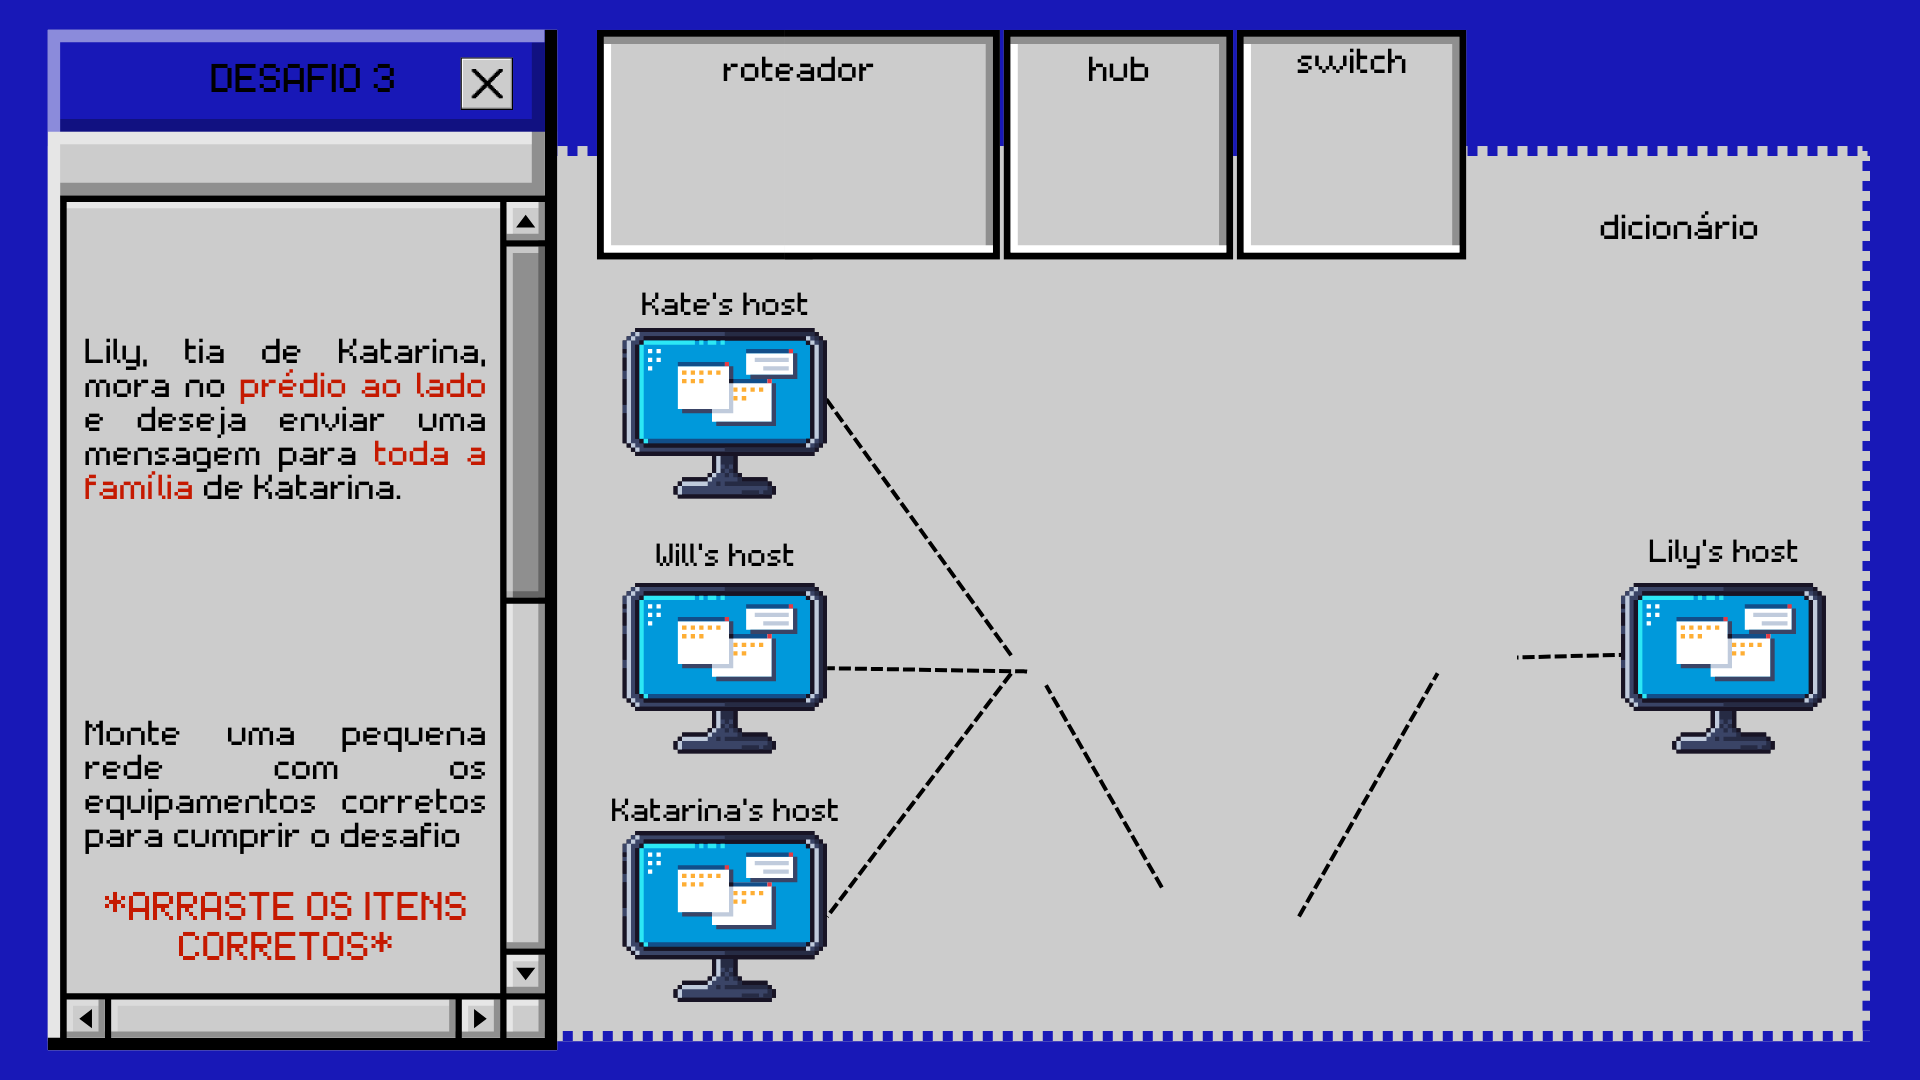 DESAFIO 3
Lily, tia de Katarina,
mora no prédio ao lado
e deseja enviar uma
mensagem para toda a
família de Katarina.
Monte uma pequena
rede com os
equipamentos corretos
para cumprir o desafio
*ARRASTE OS ITENS
CORRETOS*
roteador
hub
switch
dicionário
Kate's host
Will's host
Katarina's host
Lily's host